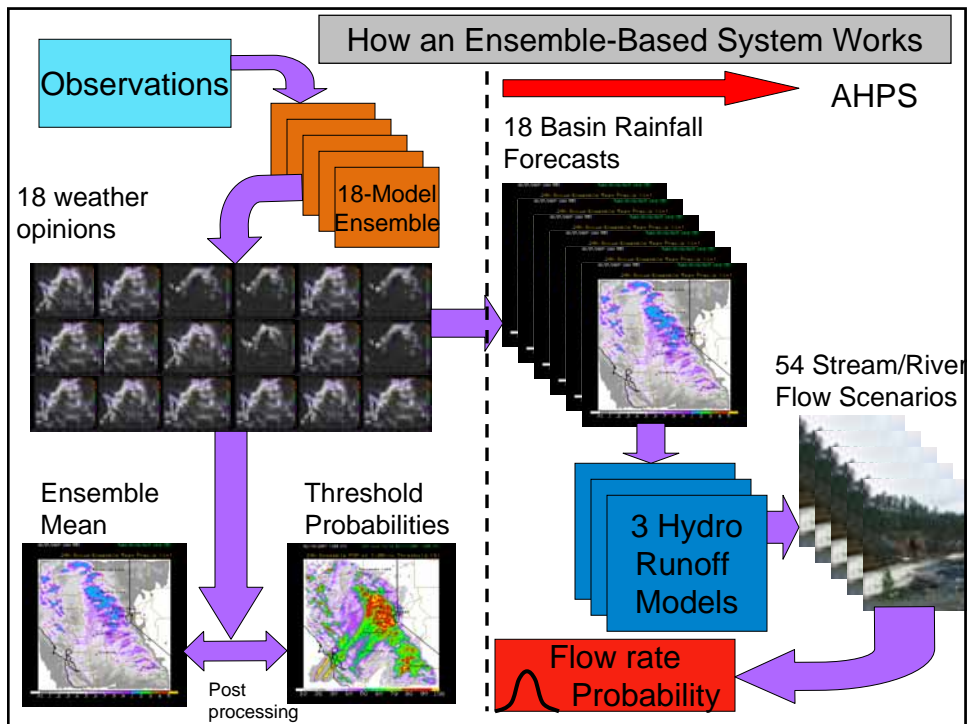 How an Ensemble-Based System Works
Observations
AHPS
18 Basin Rainfall
Forecasts
18-Model
Ensemble
18 weather
opinions
54 Stream/River
Flow Scenarios
Ensemble
Mean
Threshold
Probabilities
3 Hydro
Runoff
Models
Post
processing
Flow rate
Probability